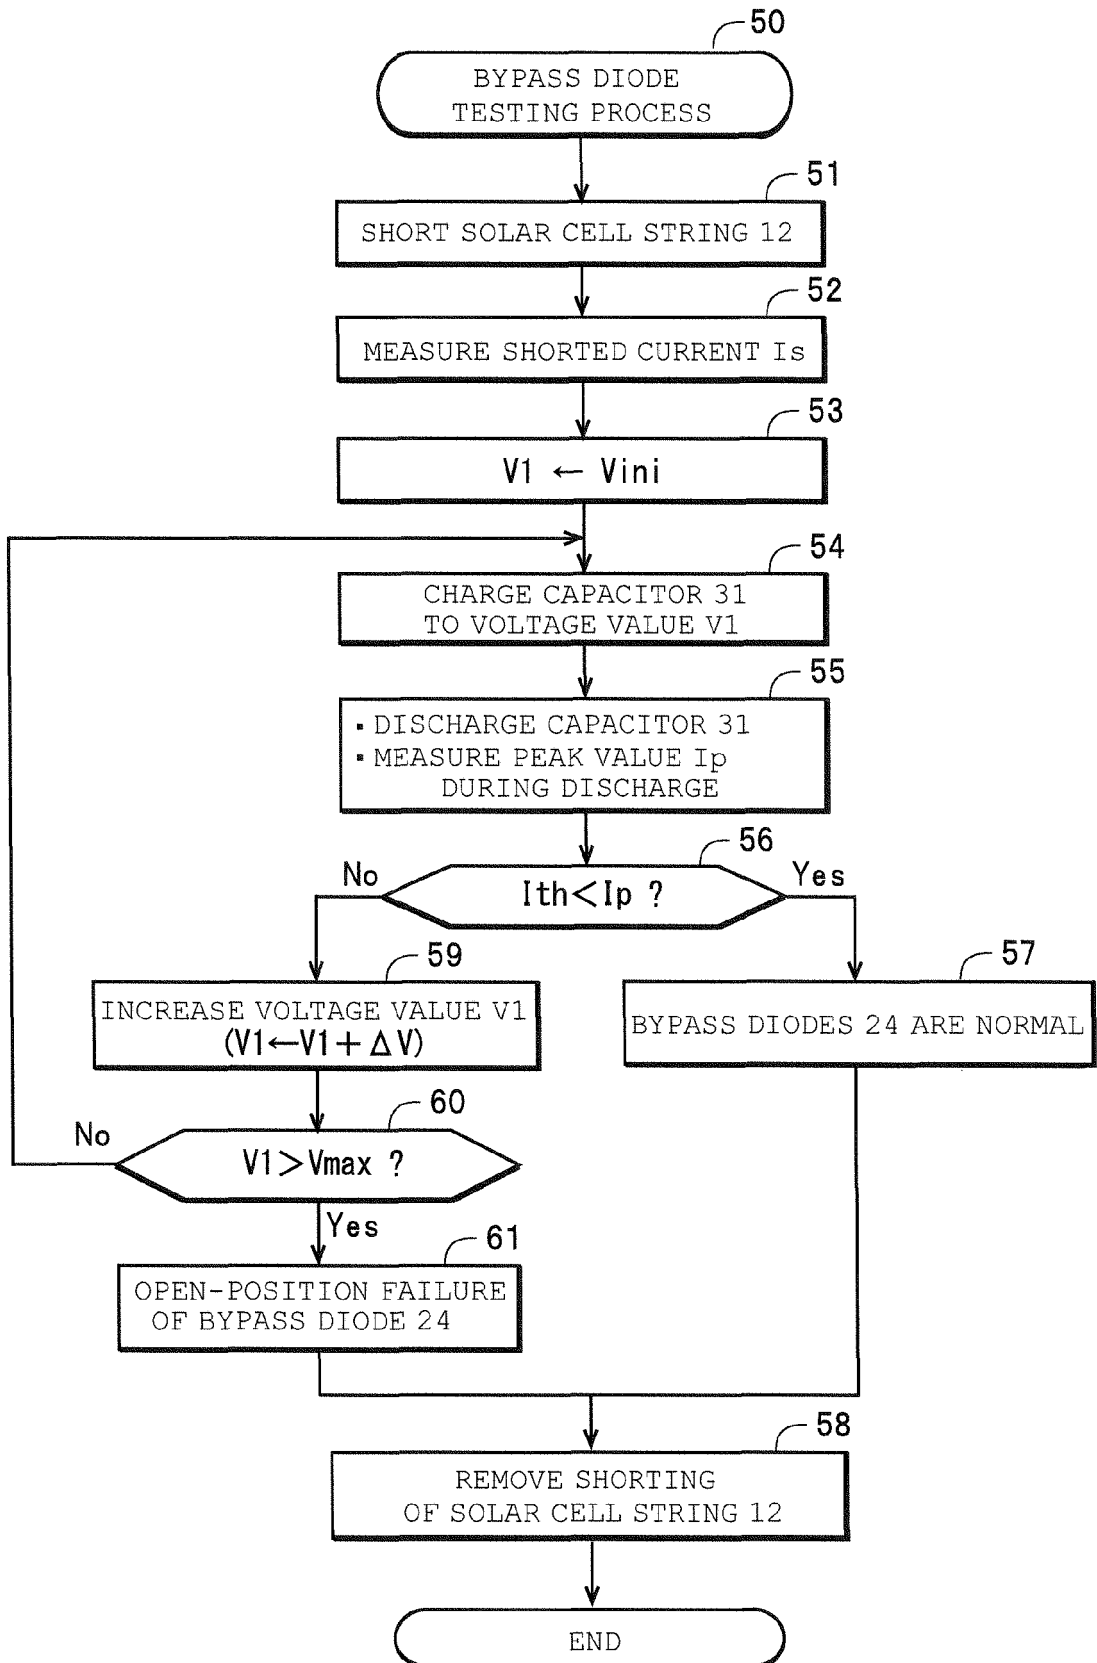 50
BYPASS DIODE
TESTING PROCESS
51
SHORT SOLAR CELL STRING 12
52
MEASURE SHORTED CURRENT Is
53
V1 ← Vini
54
CHARGE CAPACITOR 31
TO VOLTAGE VALUE V1
55
▪ DISCHARGE CAPACITOR 31
▪ MEASURE PEAK VALUE Ip
DURING DISCHARGE
56
No
Ith<Ip ?
Yes
59
INCREASE VOLTAGE VALUE V1
(V1←V1+ΔV)
57
BYPASS DIODES 24 ARE NORMAL
60
No
V1>Vmax ?
Yes
61
OPEN-POSITION FAILURE
OF BYPASS DIODE 24
58
REMOVE SHORTING
OF SOLAR CELL STRING 12
END